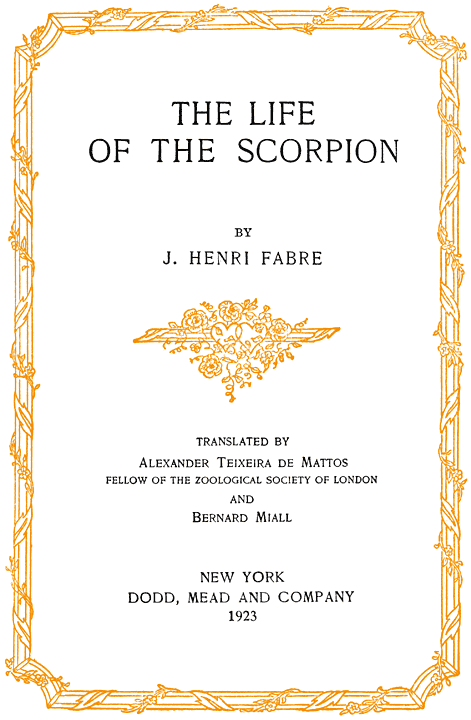 THE LIFE
OF THE SCORPION
BY
J. HENRI FABRE
TRANSLATED BY
ALEXANDER TEIXEIRA DE MATTOS
FELLOW OF THE ZOOLOGICAL SOCIETY OF LONDON
AND
BERNARD MIALL
NEW YORK
DODD, MEAD AND COMPANY
1923